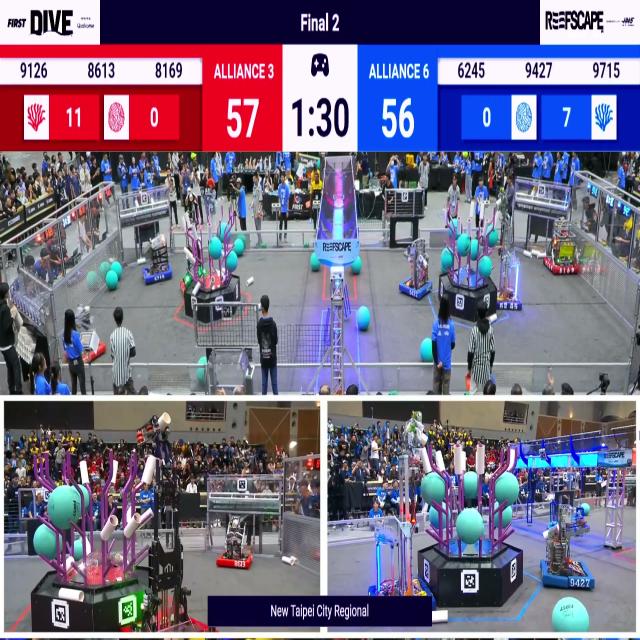 FIRST DIVE
Final 2
REEFSCAPE
9126 8613 8169
ALLIANCE 3
ALLIANCE 6
6245 9427 9715
11 0
57
1:30
56
0 7
REEFSCAPE
9427
New Taipei City Regional